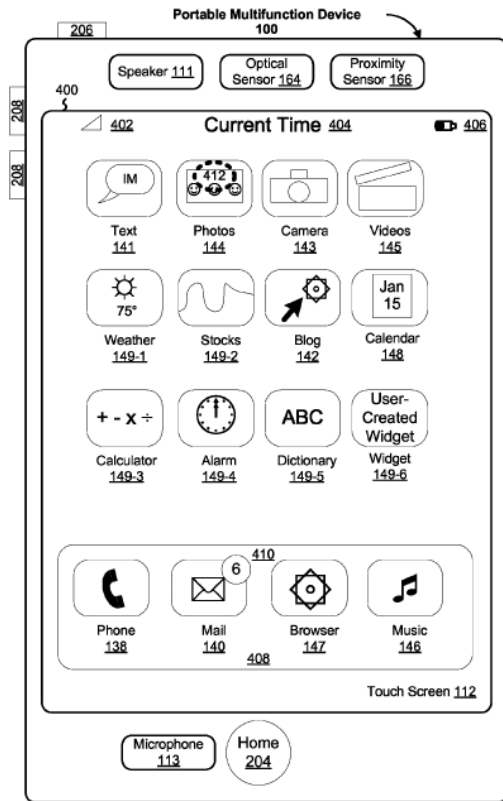 Portable Multifunction Device
100
206
Speaker 111
Optical
Sensor 164
Proximity
Sensor 166
208
208
400
402
Current Time 404
406
IM
412
Text
141
Photos
144
Camera
143
Videos
145
75°
Jan
15
Weather
149-1
Stocks
149-2
Blog
142
Calendar
148
+ - x ÷
ABC
User-
Created
Widget
Calculator
149-3
Alarm
149-4
Dictionary
149-5
Widget
149-6
410
6
Phone
138
Mail
140
Browser
147
Music
146
408
Touch Screen 112
Microphone
113
Home
204